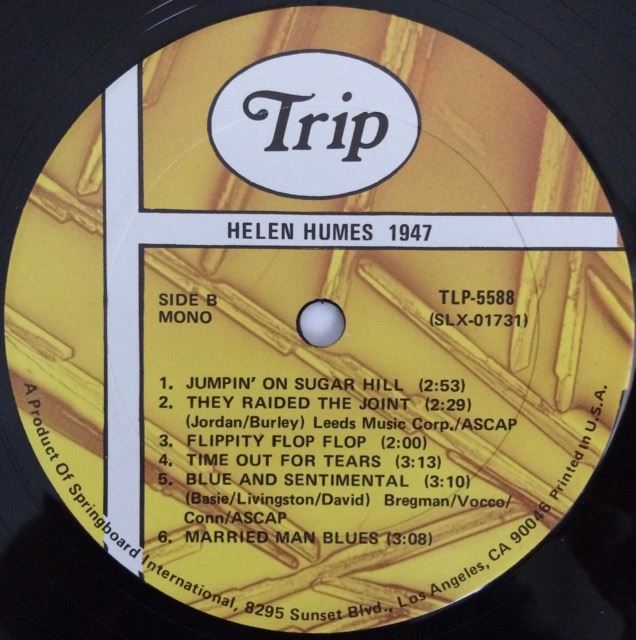 Trip
HELEN HUMES 1947
SIDE B
MONO
TLP-5588
(SLX-01731)
1. JUMPIN' ON SUGAR HILL (2:53)
2. THEY RAIDED THE JOINT (2:29)
(Jordan/Burley) Leeds Music Corp./ASCAP
3. FLIPPITY FLOP FLOP (2:00)
4. TIME OUT FOR TEARS (3:13)
5. BLUE AND SENTIMENTAL (3:10)
(Basie/Livingston/David) Bregman/Vocco/
Conn/ASCAP
6. MARRIED MAN BLUES (3:08)
A Product Of Springboard International, 8295 Sunset Blvd., Los Angeles, CA 90046 Printed In U.S.A.